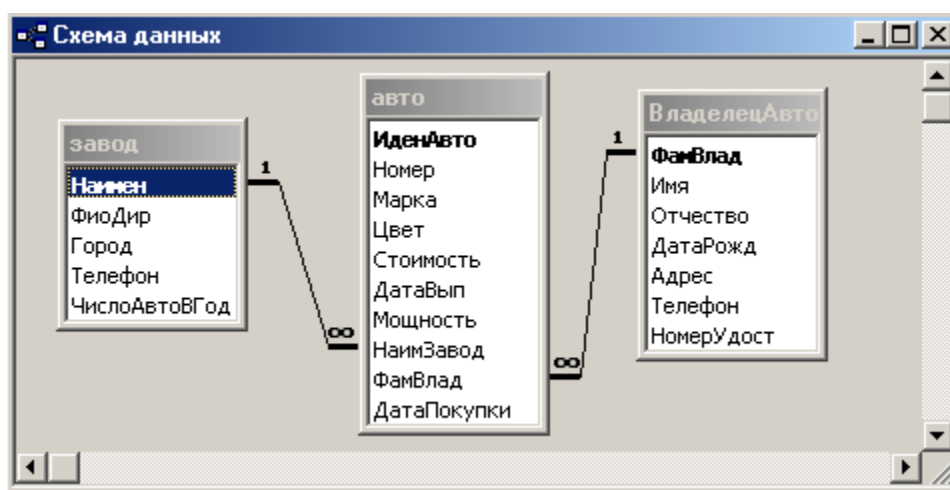 Схема данных
завод
Наимен
ФиоДир
Город
Телефон
ЧислоАвтоВГод
1
∞
авто
ИденАвто
Номер
Марка
Цвет
Стоимость
ДатаВып
Мощность
НаимЗавод
ФамВлад
ДатаПокупки
1
∞
ВладелецАвто
ФамВлад
Имя
Отчество
ДатаРожд
Адрес
Телефон
НомерУдост